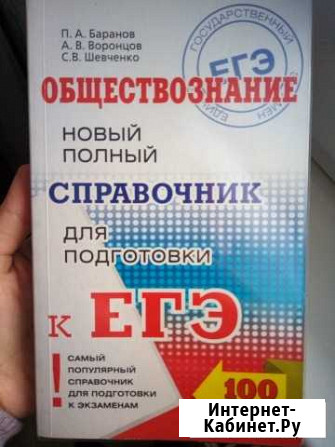 П. А. Баранов
А. В. Воронцов
С. В. Шевченко
ГОСУДАРСТВЕННЫЙ
ЕГЭ
ОБЩЕСТВОЗНАНИЕ
НОВЫЙ
ПОЛНЫЙ
СПРАВОЧНИК
ДЛЯ
ПОДГОТОВКИ
К ЕГЭ
!
САМЫЙ
ПОПУЛЯРНЫЙ
СПРАВОЧНИК
ДЛЯ ПОДГОТОВКИ
К ЭКЗАМЕНАМ
100
Интернет-
Кабинет.Ру